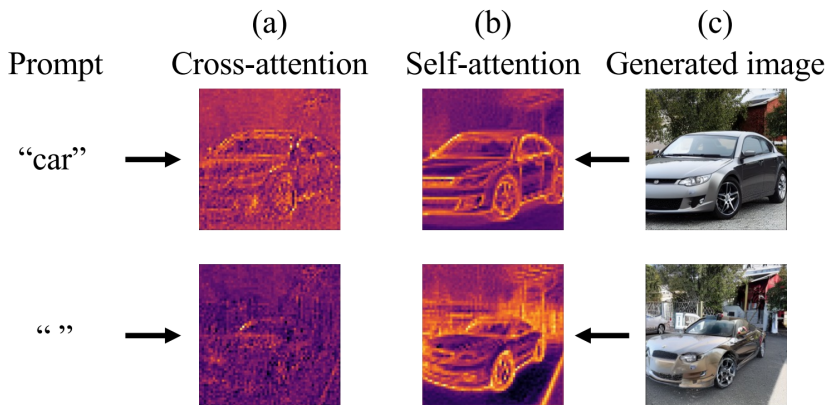 (a) (b) (c)
Prompt Cross-attention Self-attention Generated image
“car”
“ ”